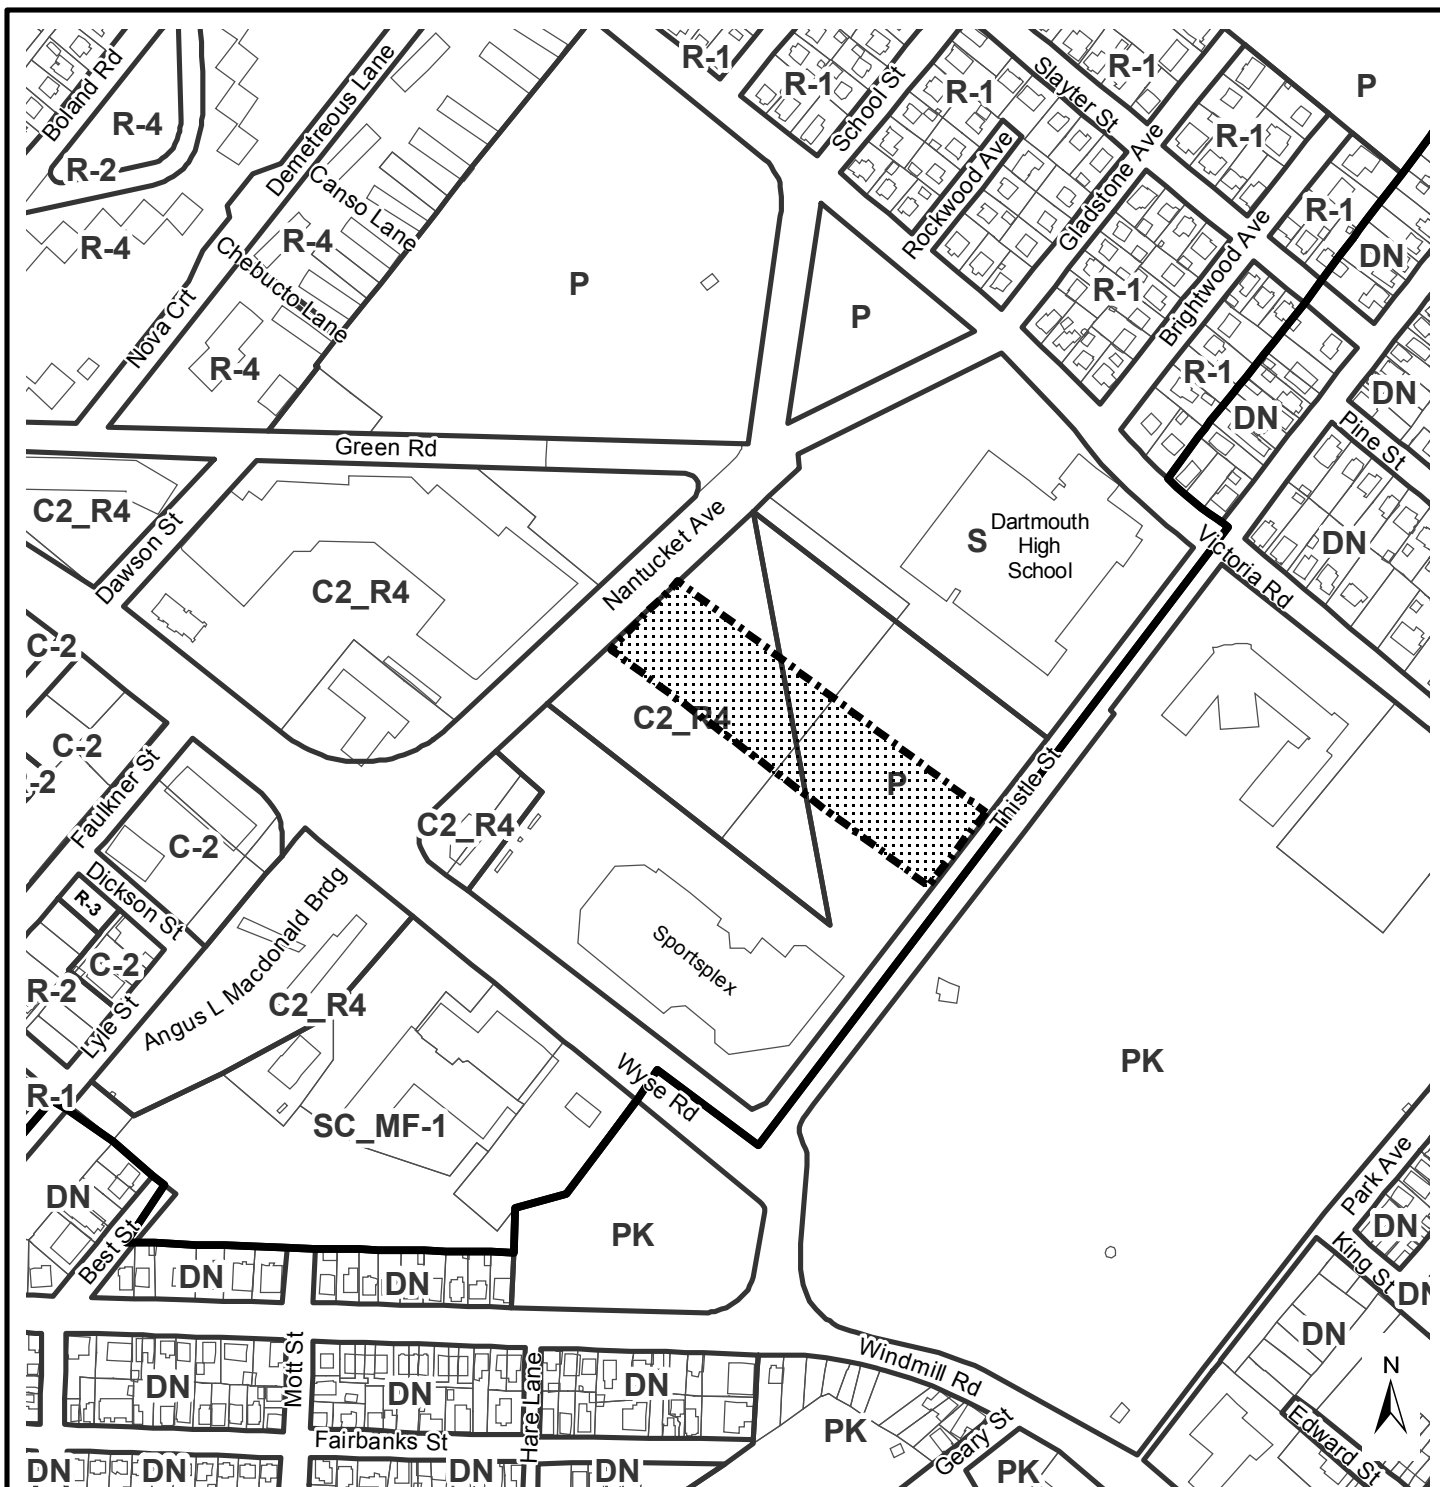 R-1
R-1
R-1
R-1
P
Boland Rd
R-4
R-2
Demetreous Lane
School St
Slayter St
R-1
Canso Lane
Rockwood Ave
Gladstone Ave
R-4
R-4
Chebucto Lane
R-1
DN
Nova Crt
P
P
R-1
Brightwood Ave
R-4
R-1
DN
DN
Pine St
Green Rd
C2_R4
Dawson St
Nantucket Ave
S
Dartmouth
High
School
Victoria Rd
DN
C2_R4
C-2
C2_R4
C-2
-2
Faulkner St
P
Thistle St
C2_R4
C-2
Dickson St
R-3
C-2
R-2
Lyle St
Angus L Macdonald Brdg
C2_R4
Sportsplex
PK
R-1
SC_MF-1
Wyse Rd
Park Ave
DN
Best St
PK
DN
King St
DN
DN
DN
DN
Mott St
DN
DN
Hare Lane
DN
Windmill Rd
N
PK
Geary St
Edward St
Fairbanks St
DN
DN
DN
DN
PK